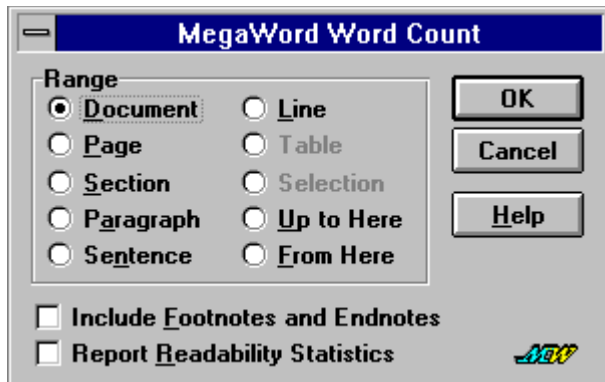 MegaWord Word Count
Range
Document
Page
Section
Paragraph
Sentence
Line
Table
Selection
Up to Here
From Here
OK
Cancel
Help
Include Footnotes and Endnotes
Report Readability Statistics
MW